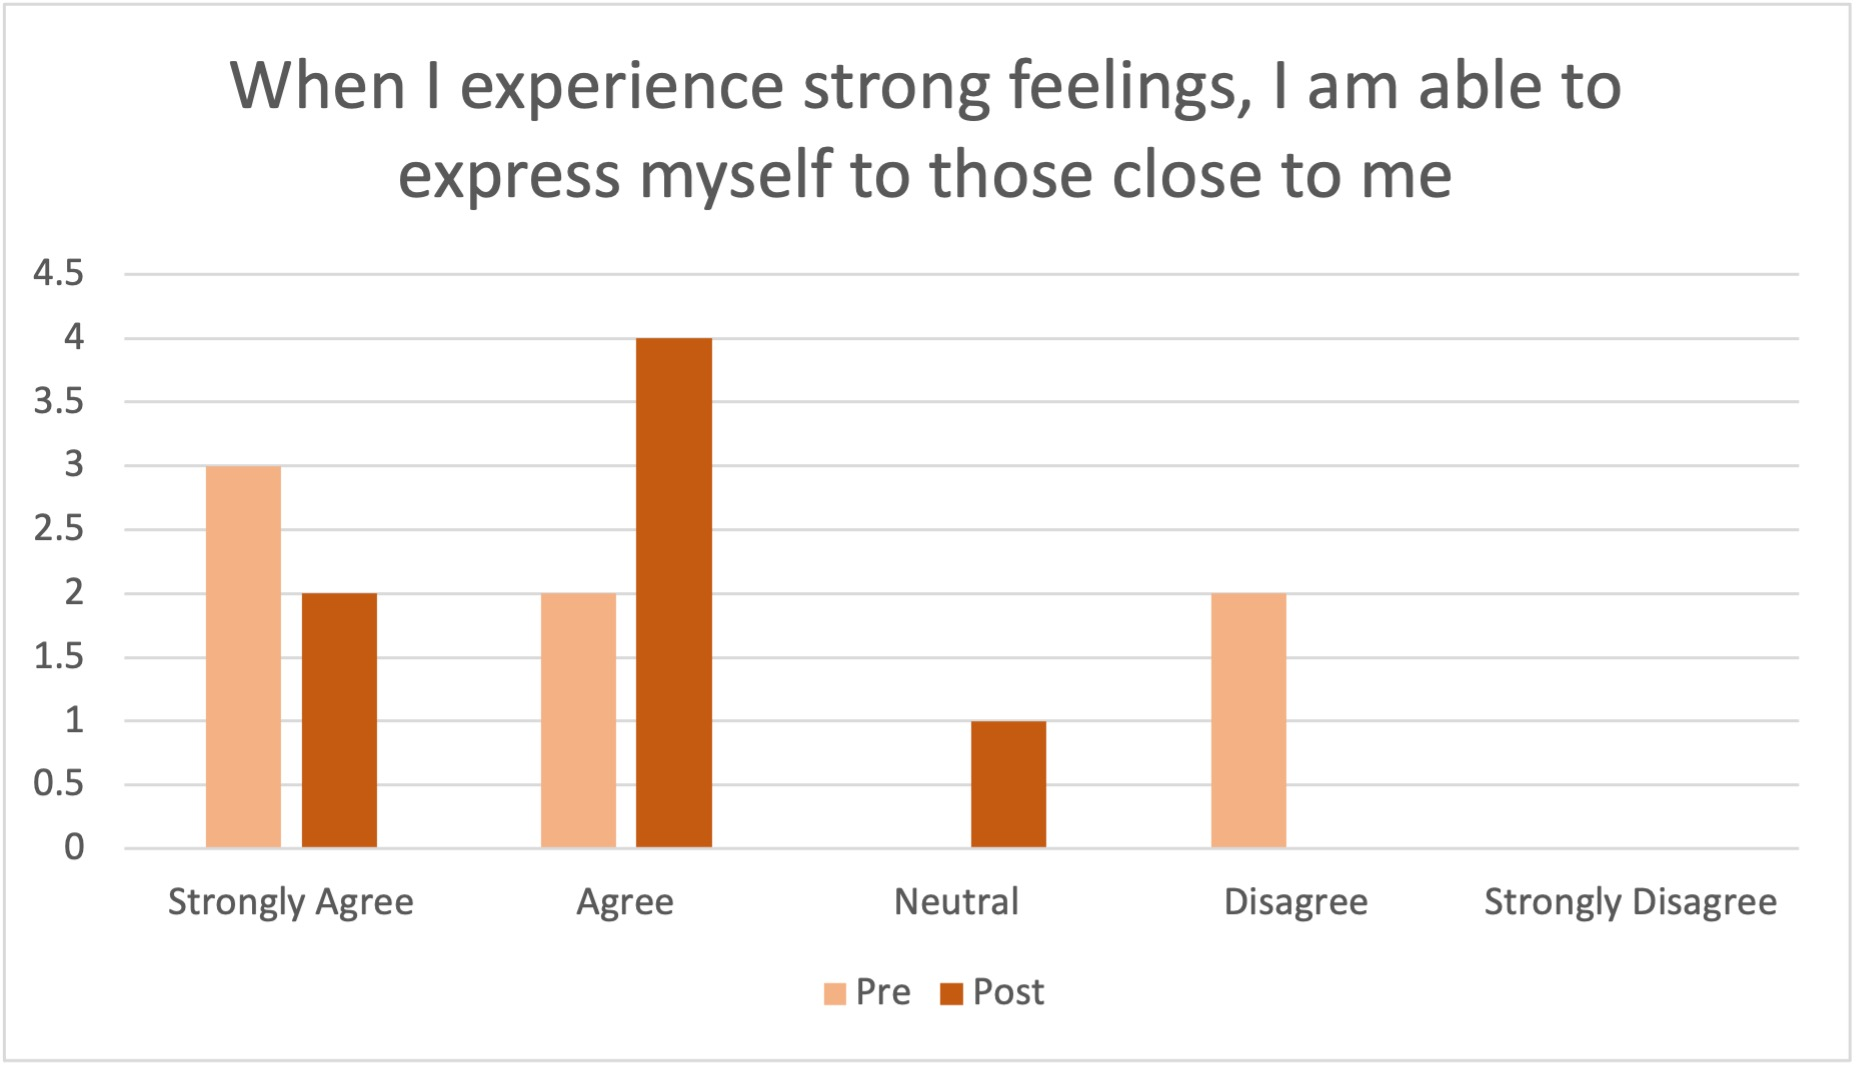 When I experience strong feelings, I am able to
express myself to those close to me
4.5
4
3.5
3
2.5
2
1.5
1
0.5
0
Strongly Agree Agree Neutral Disagree Strongly Disagree
Pre Post